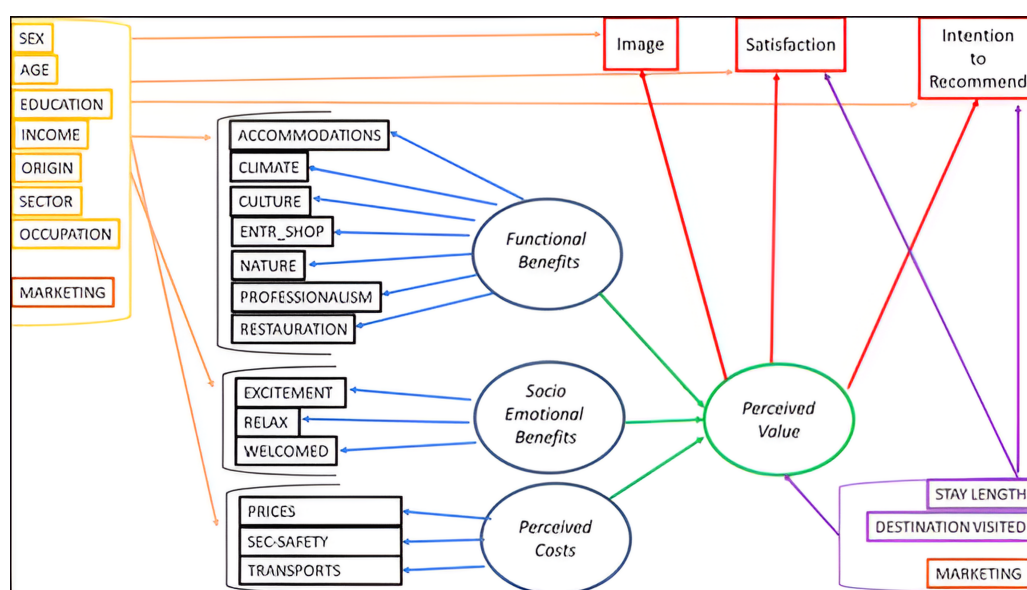 SEX
AGE
EDUCATION
INCOME
ORIGIN
SECTOR
OCCUPATION
MARKETING
ACCOMMODATIONS
CLIMATE
CULTURE
ENTR_SHOP
NATURE
PROFESSIONALISM
RESTAURATION
EXCITEMENT
RELAX
WELCOMED
PRICES
SEC-SAFETY
TRANSPORTS
Functional
Benefits
Socio
Emotional
Benefits
Perceived
Costs
Perceived
Value
Image
Satisfaction
Intention
to
Recommend
STAY LENGTH
DESTINATION VISITED
MARKETING